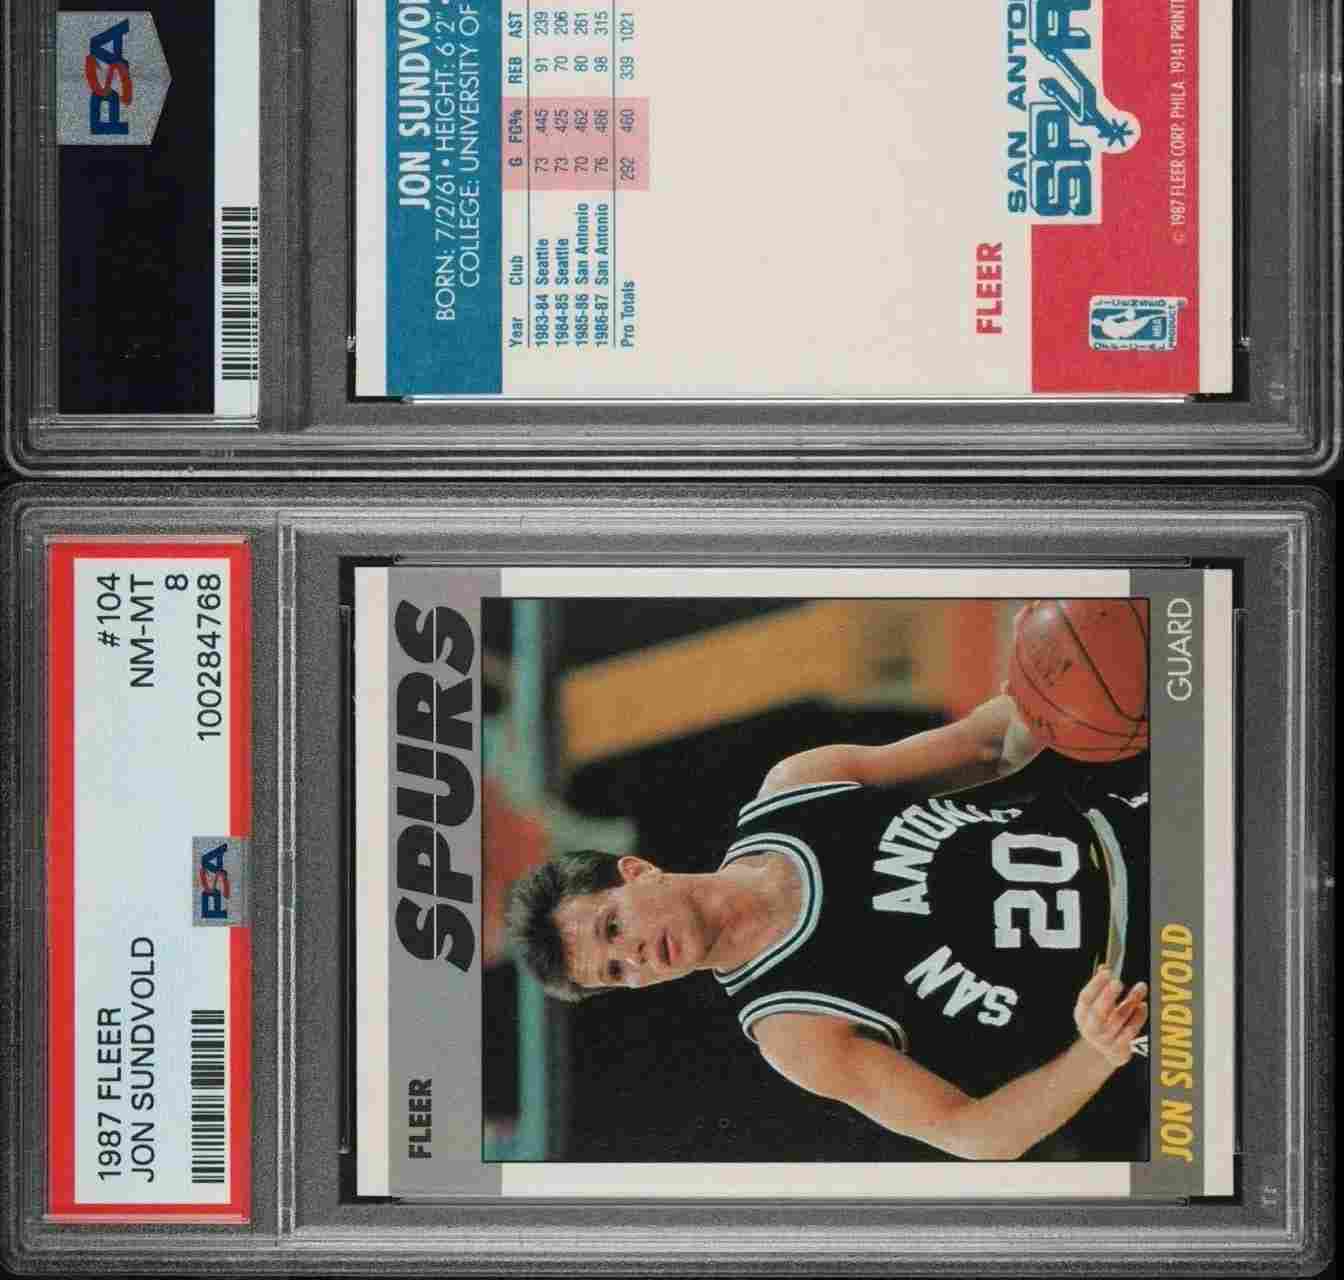 PSA
JON SUNDVO
BORN: 7/2/61 • HEIGHT: 6'2"
COLLEGE: UNIVERSITY OF
Year Club G FG% REB AST
1983-84 Seattle 73 .445 91 239
1984-85 Seattle 73 .425 70 206
1985-86 San Antonio 70 .462 80 261
1986-87 San Antonio 76 .486 98 315
Pro Totals 292 .460 339 1021
FLEER
SAN ANTO
SPUR
NBA
© 1987 FLEER CORP. PHILA. 19141 PRINT
1987 FLEER #104
JON SUNDVOLD NM-MT
PSA 8
100284768
FLEER
SPURS
SAN ANTONIO
20
JON SUNDVOLD GUARD